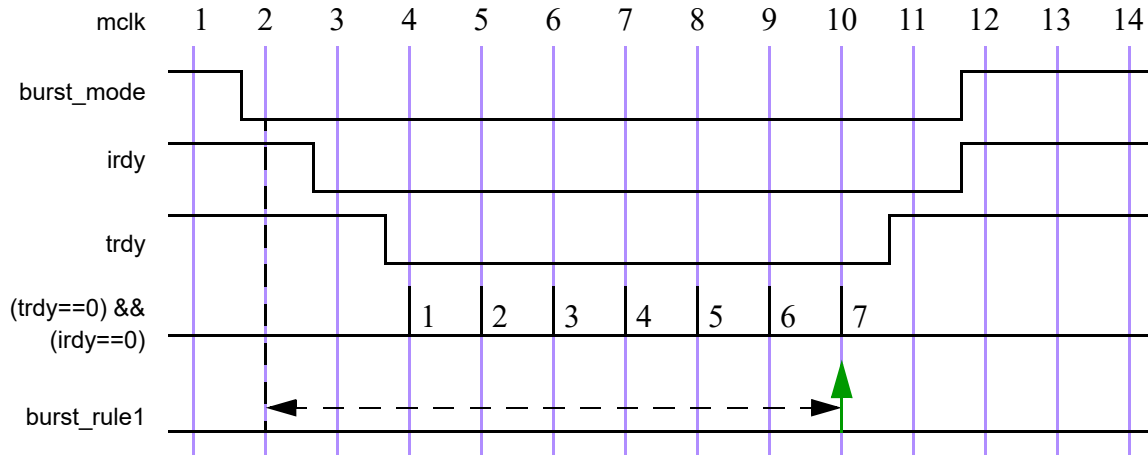 mclk 1 2 3 4 5 6 7 8 9 10 11 12 13 14
burst_mode
irdy
trdy
(trdy==0) &&
(irdy==0)
1 2 3 4 5 6 7
burst_rule1